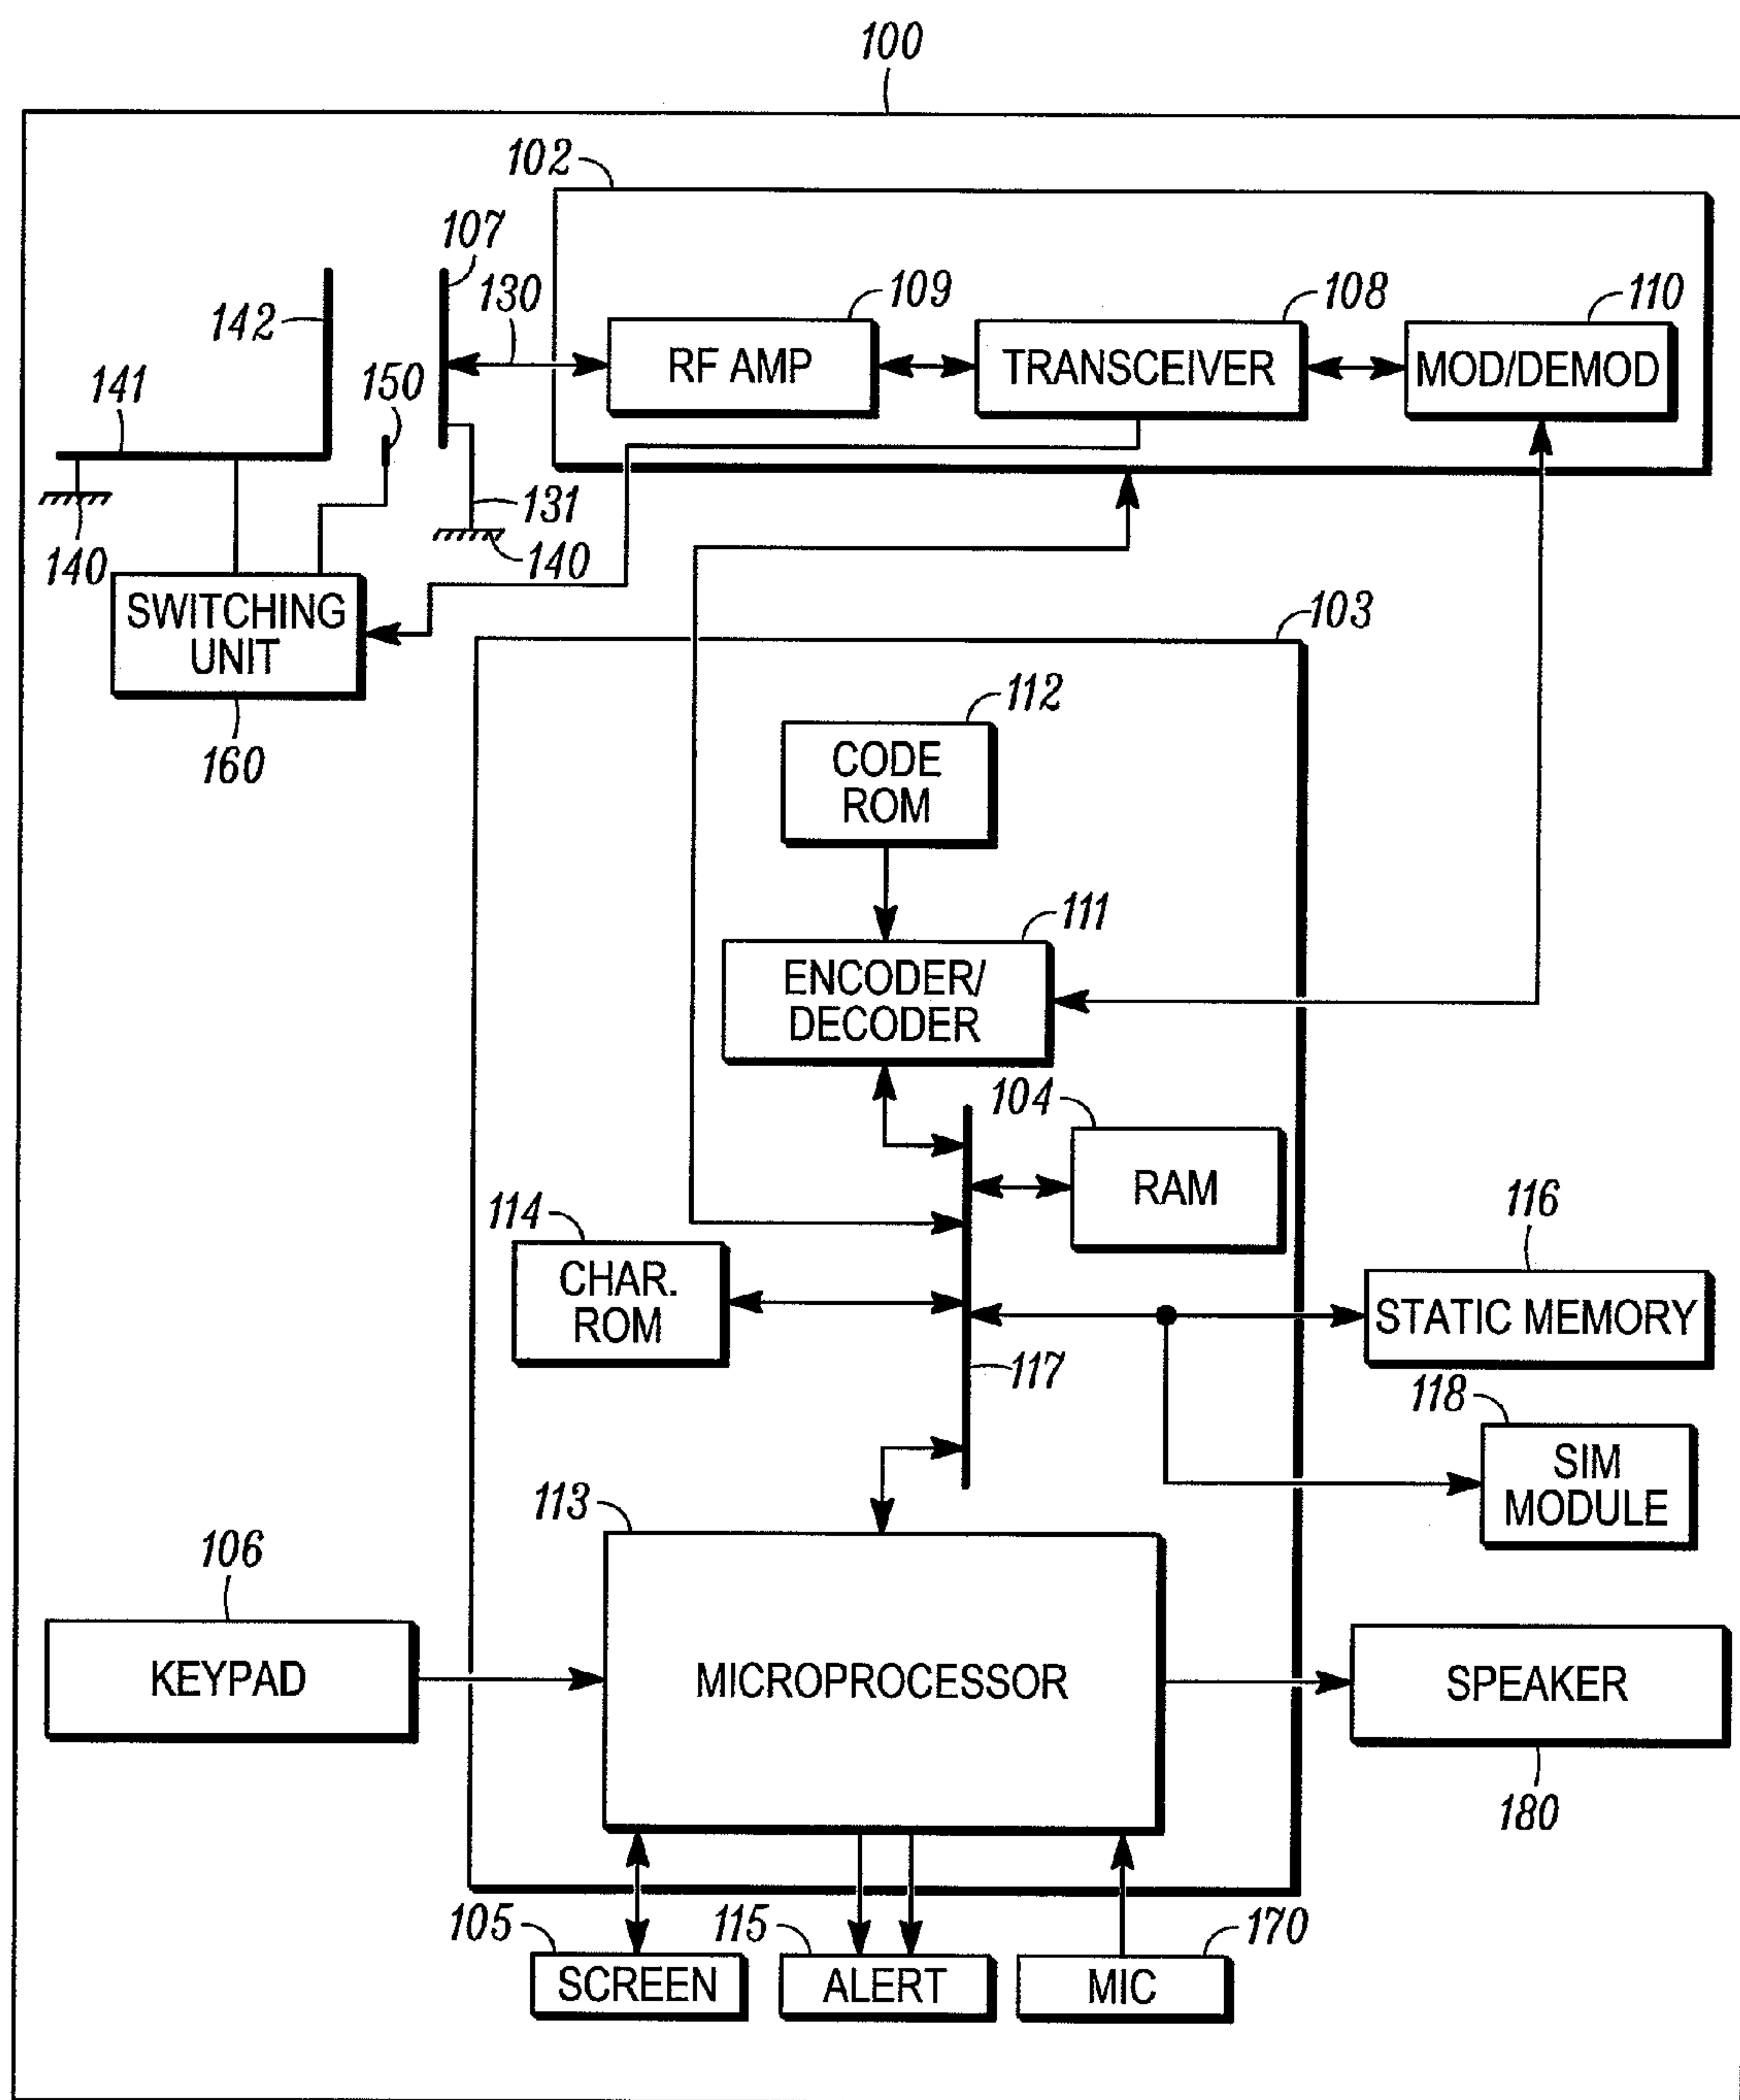 100
102
107
130
109
108
110
142
RF AMP
TRANSCEIVER
MOD/DEMOD
141
150
131
140
140
SWITCHING
UNIT
103
160
112
CODE
ROM
111
ENCODER/
DECODER
104
RAM
114
116
CHAR.
ROM
STATIC MEMORY
117
118
SIM
MODULE
113
106
KEYPAD
MICROPROCESSOR
SPEAKER
180
105
115
170
SCREEN
ALERT
MIC